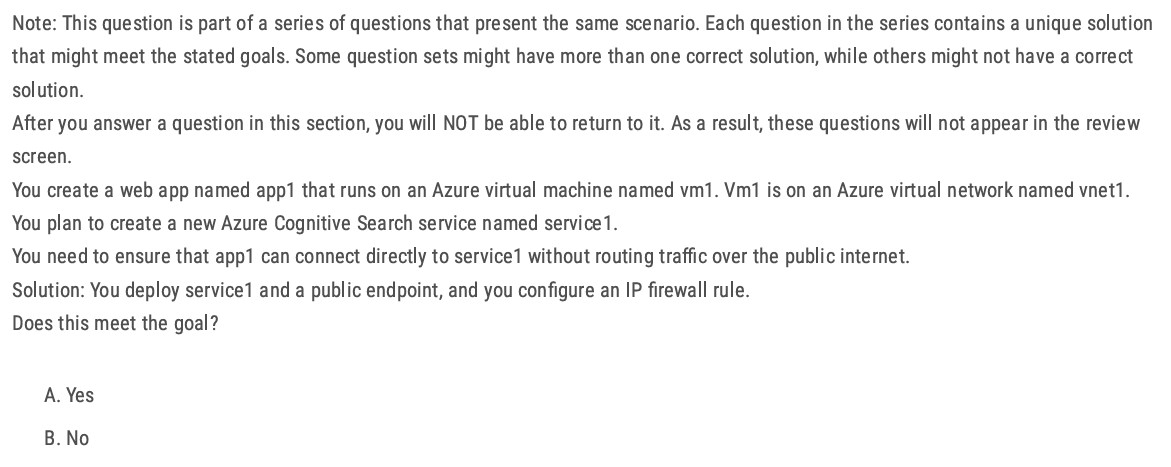 Note: This question is part of a series of questions that present the same scenario. Each question in the series contains a unique solution
that might meet the stated goals. Some question sets might have more than one correct solution, while others might not have a correct
solution.
After you answer a question in this section, you will NOT be able to return to it. As a result, these questions will not appear in the review
screen.
You create a web app named app1 that runs on an Azure virtual machine named vm1. Vm1 is on an Azure virtual network named vnet1.
You plan to create a new Azure Cognitive Search service named service1.
You need to ensure that app1 can connect directly to service1 without routing traffic over the public internet.
Solution: You deploy service1 and a public endpoint, and you configure an IP firewall rule.
Does this meet the goal?
A. Yes
B. No